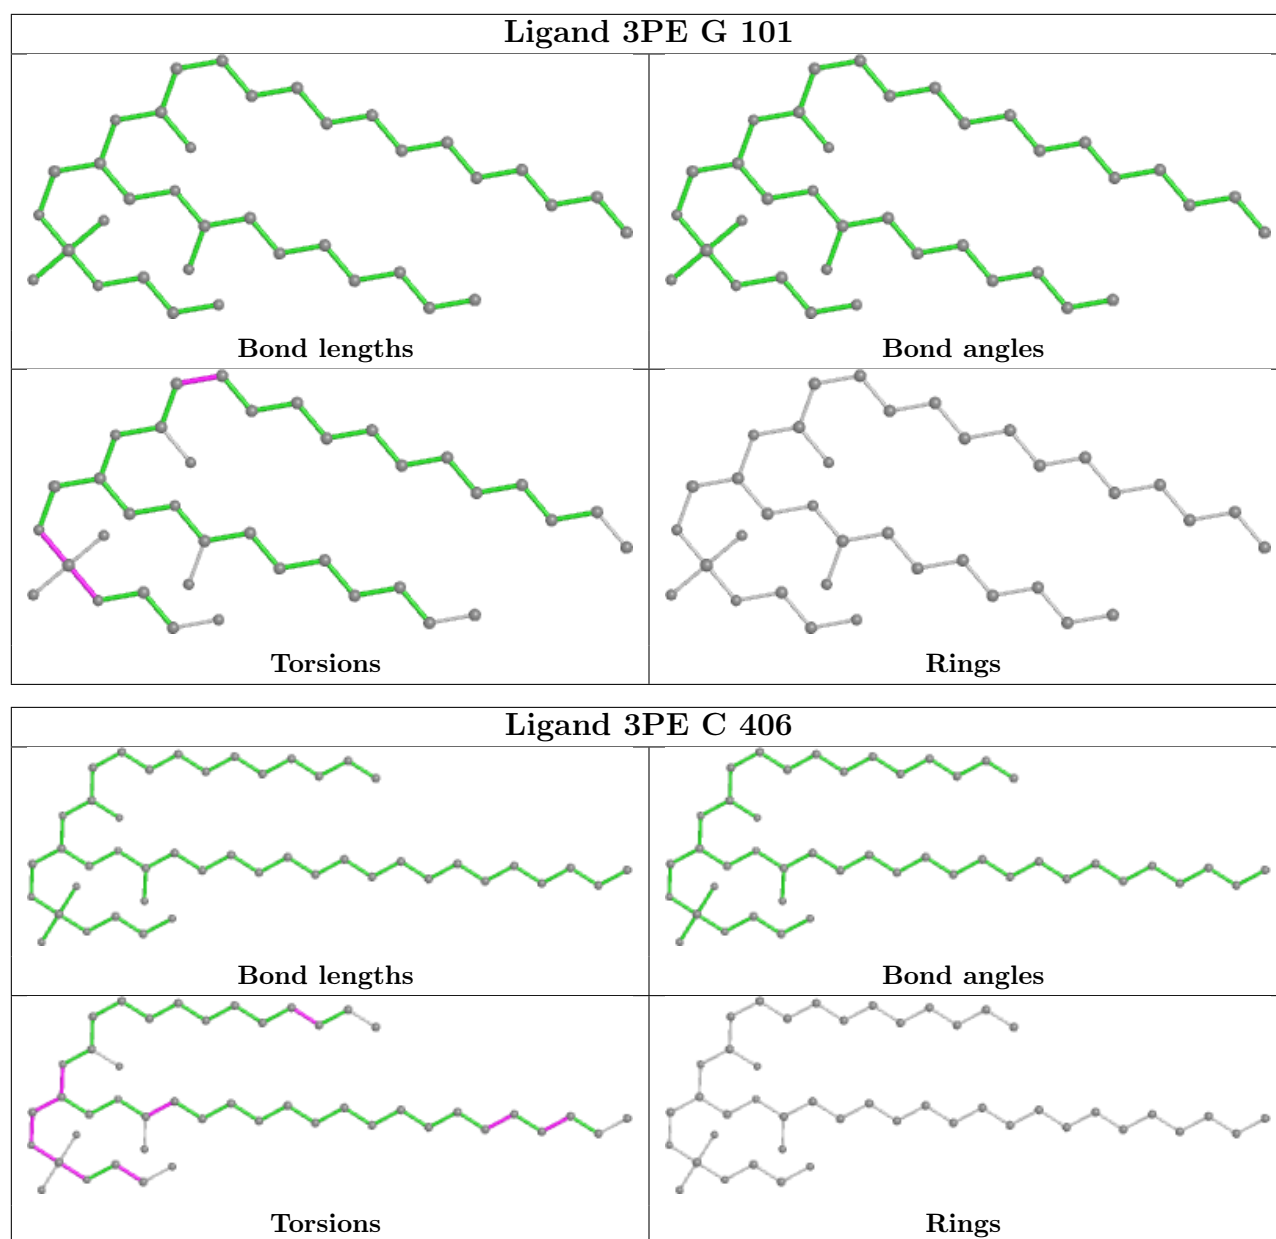 Ligand 3PE G 101
Bond lengths
Bond angles
Torsions
Rings
Ligand 3PE C 406
Bond lengths
Bond angles
Torsions
Rings